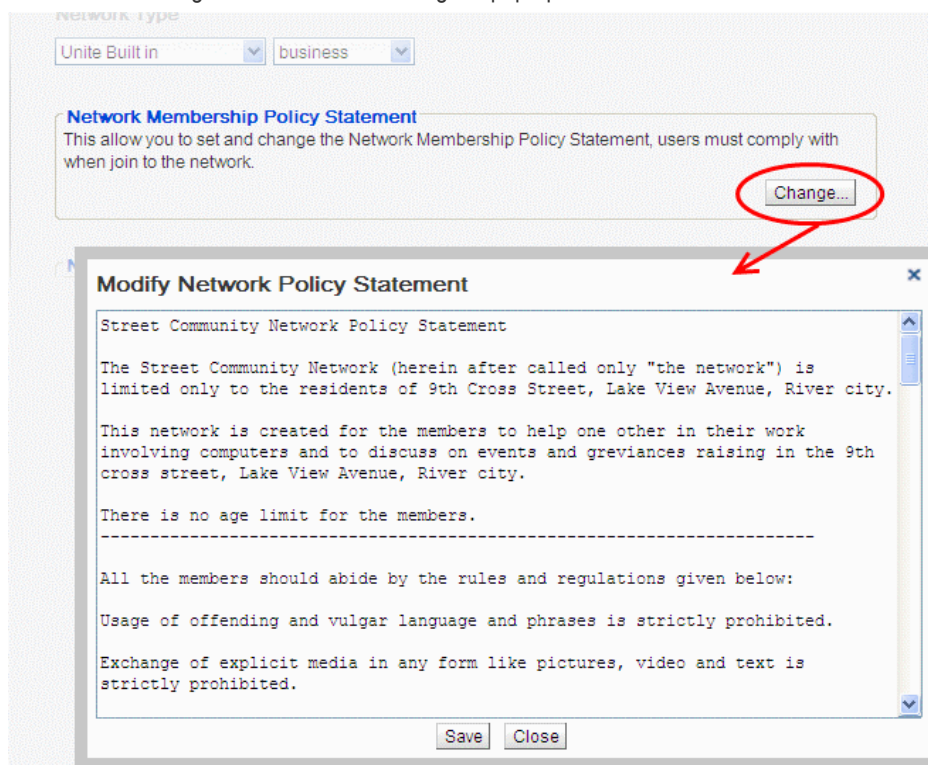 Network Type
Unite Built in business
Network Membership Policy Statement
This allow you to set and change the Network Membership Policy Statement, users must comply with
when join to the network.
Change...
N
Modify Network Policy Statement
Street Community Network Policy Statement
The Street Community Network (herein after called only "the network") is
limited only to the residents of 9th Cross Street, Lake View Avenue, River city.
This network is created for the members to help one other in their work
involving computers and to discuss on events and greviances raising in the 9th
cross street, Lake View Avenue, River city.
There is no age limit for the members.
-----------------------------------------------------------------------
All the members should abide by the rules and regulations given below:
Usage of offending and vulgar language and phrases is strictly prohibited.
Exchange of explicit media in any form like pictures, video and text is
strictly prohibited.
Save Close